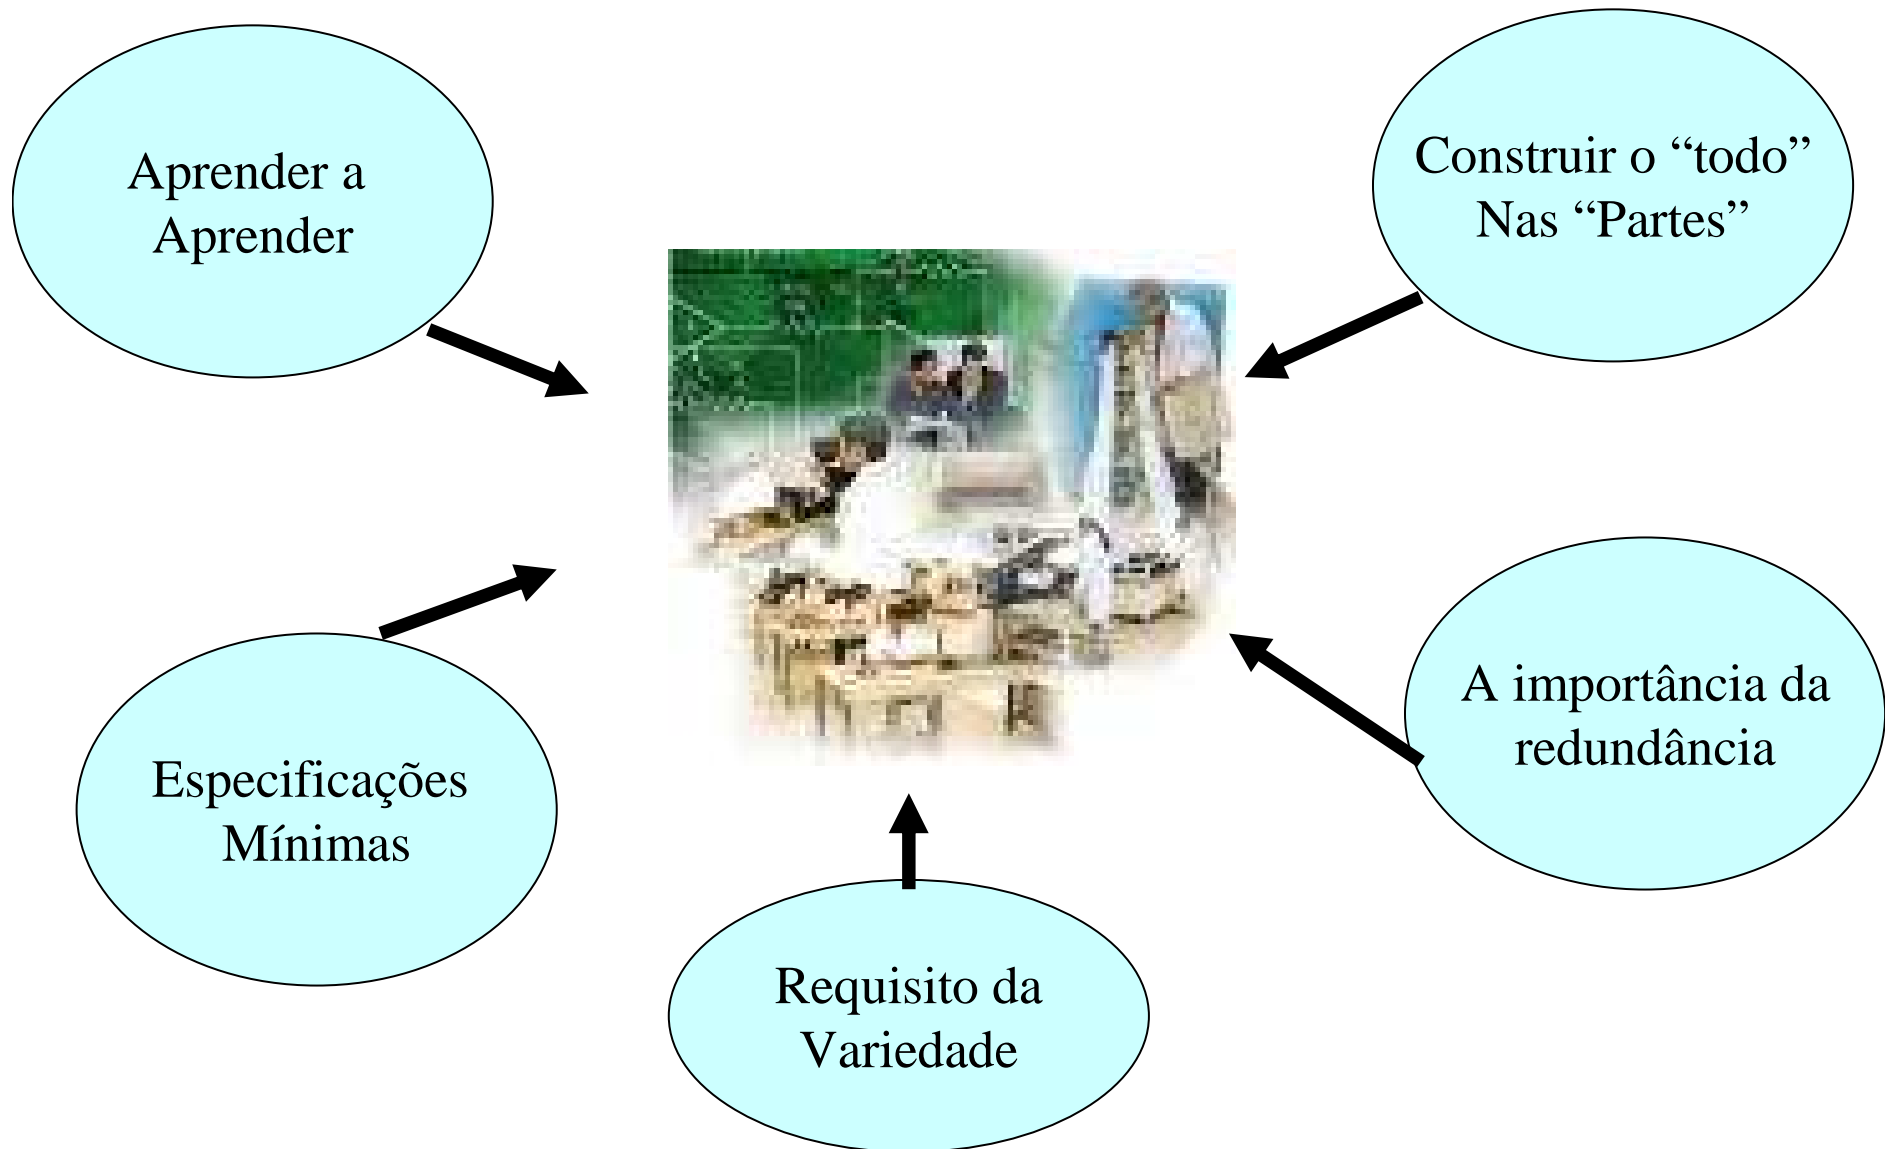 Aprender a
Aprender
Construir o “todo”
Nas “Partes”
Especificações
Mínimas
A importância da
redundância
Requisito da
Variedade